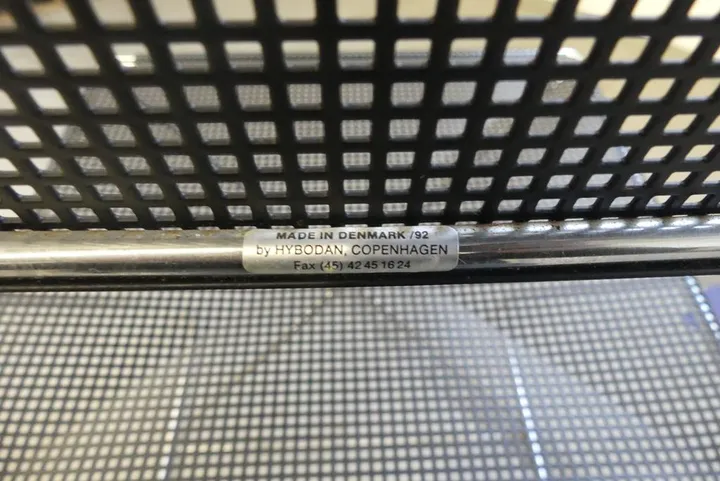 MADE IN DENMARK /92
by HYBODAN, COPENHAGEN
Fax (45) 42 45 16 24